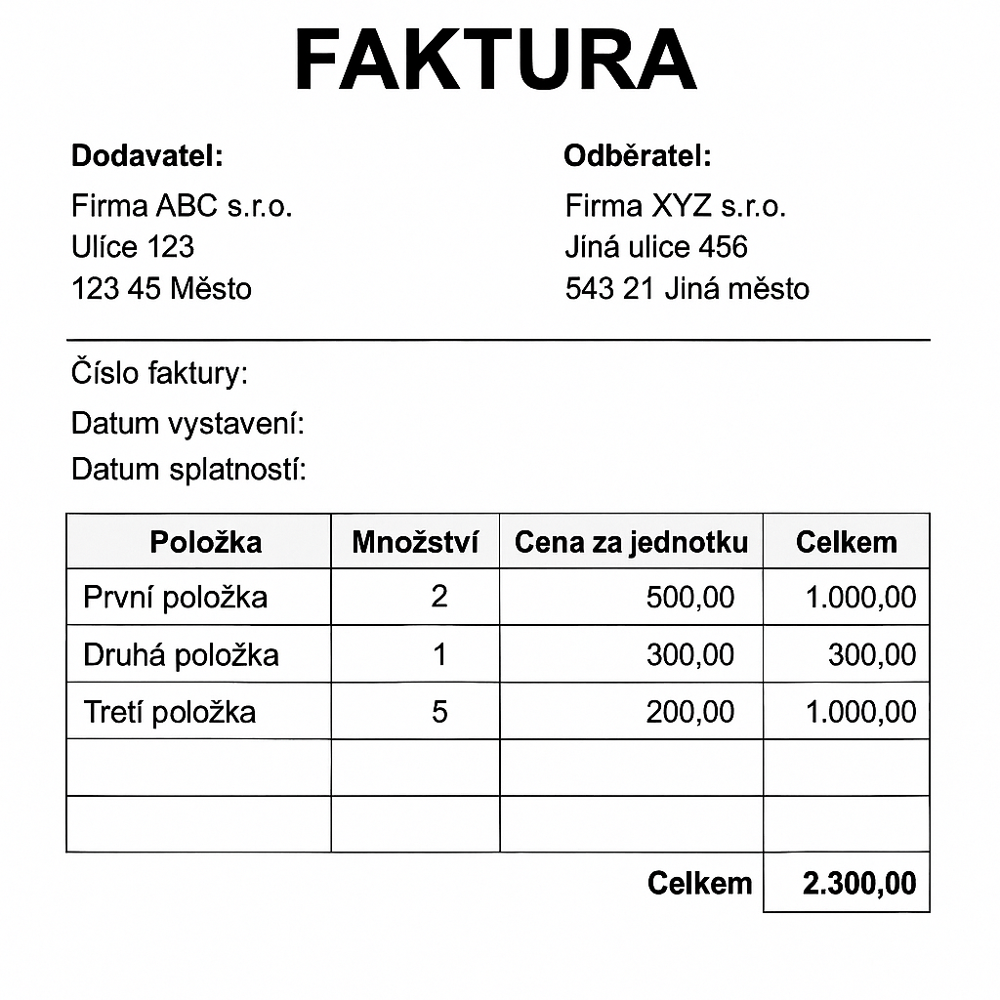 FAKTURA
Dodavatel:
Firma ABC s.r.o.
Ulíce 123
123 45 Město
Odběratel:
Firma XYZ s.r.o.
Jíná ulice 456
543 21 Jiná město
Číslo faktury:
Datum vystavení:
Datum splatností:
Položka Množství Cena za jednotku Celkem
První položka 2 500,00 1.000,00
Druhá položka 1 300,00 300,00
Tretí položka 5 200,00 1.000,00
Celkem 2.300,00